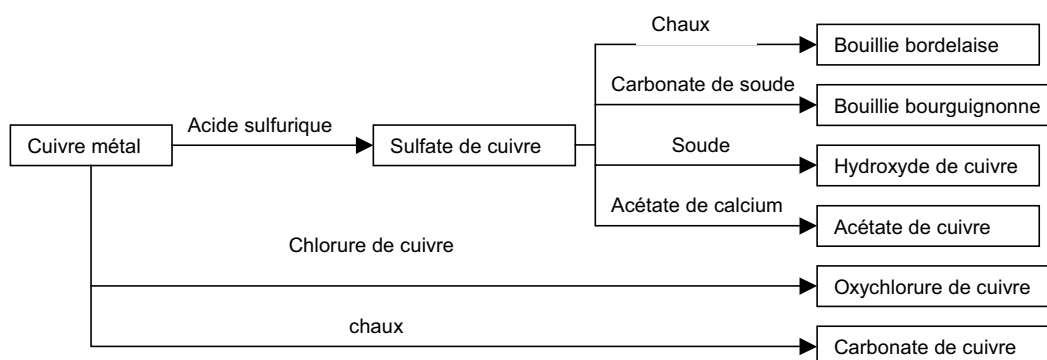 Chaux
Bouillie bordelaise
Carbonate de soude
Bouillie bourguignonne
Acide sulfurique
Cuivre métal
Sulfate de cuivre
Soude
Hydroxyde de cuivre
Acétate de calcium
Acétate de cuivre
Chlorure de cuivre
Oxychlorure de cuivre
chaux
Carbonate de cuivre